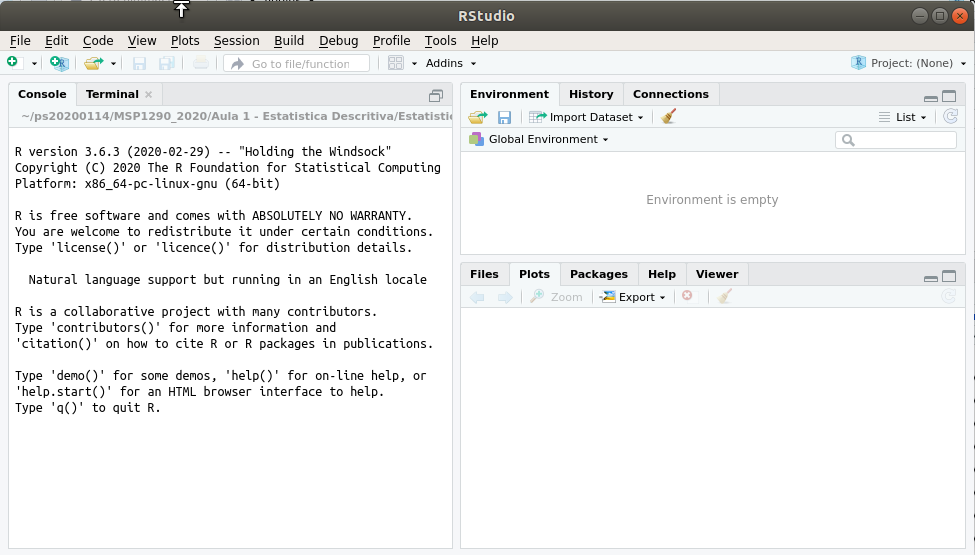 RStudio
File Edit Code View Plots Session Build Debug Profile Tools Help
Go to file/function Addins Project: (None)
Console Terminal
~/ps20200114/MSP1290_2020/Aula 1 - Estatistica Descritiva/Estatistic
R version 3.6.3 (2020-02-29) -- "Holding the Windsock"
Copyright (C) 2020 The R Foundation for Statistical Computing
Platform: x86_64-pc-linux-gnu (64-bit)
R is free software and comes with ABSOLUTELY NO WARRANTY.
You are welcome to redistribute it under certain conditions.
Type 'license()' or 'licence()' for distribution details.
Natural language support but running in an English locale
R is a collaborative project with many contributors.
Type 'contributors()' for more information and
'citation()' on how to cite R or R packages in publications.
Type 'demo()' for some demos, 'help()' for on-line help, or
'help.start()' for an HTML browser interface to help.
Type 'q()' to quit R.
Environment History Connections
Import Dataset List
Global Environment
Environment is empty
Files Plots Packages Help Viewer
Zoom Export